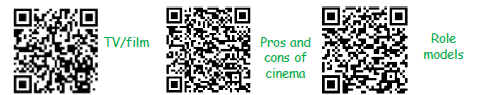 TV/film
Pros and
cons of
cinema
Role
models